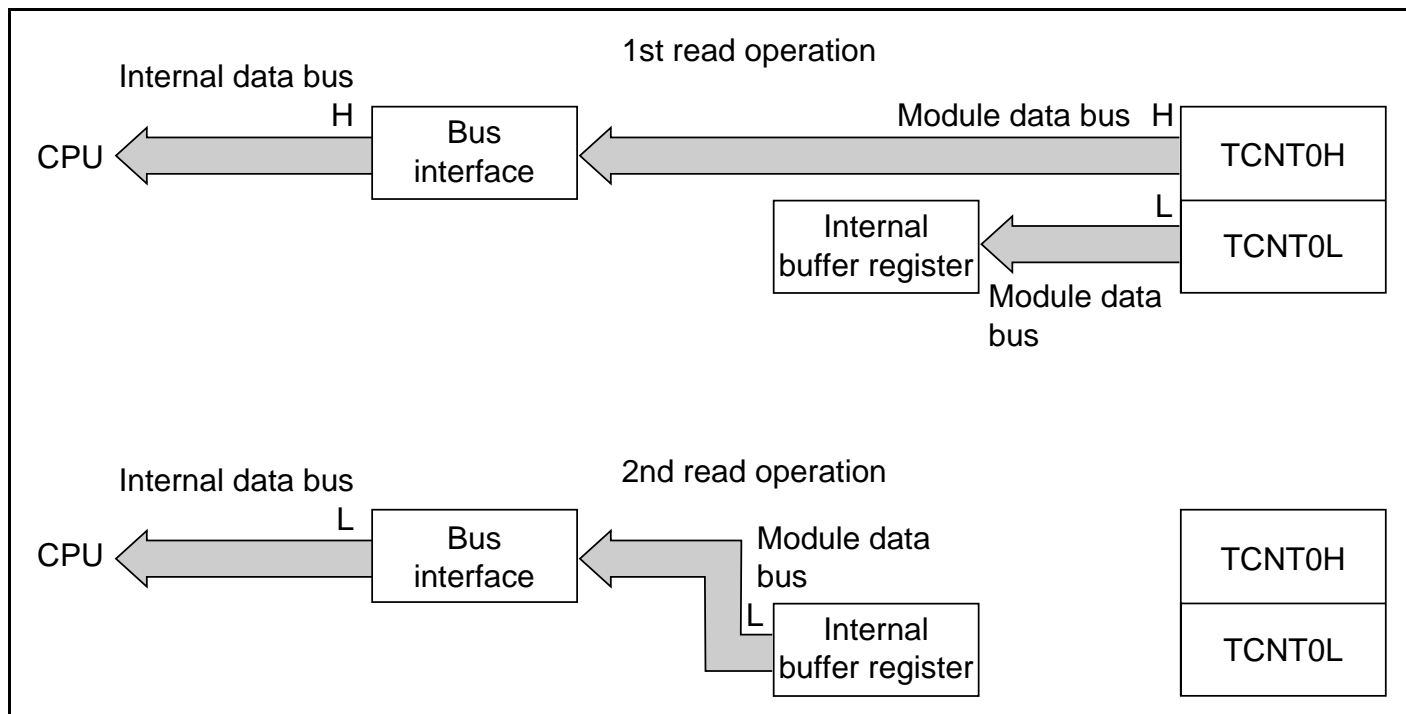 1st read operation
Internal data bus
H
Module data bus H
CPU
Bus
interface
TCNT0H
L
Internal
buffer register
TCNT0L
Module data
bus
2nd read operation
Internal data bus
L
CPU
Bus
interface
Module data
bus
L
TCNT0H
Internal
buffer register
TCNT0L